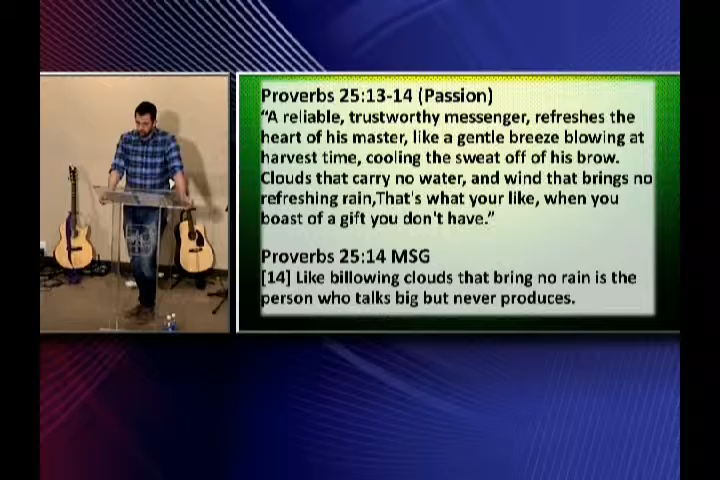 Proverbs 25:13-14 (Passion)
“A reliable, trustworthy messenger, refreshes the
heart of his master, like a gentle breeze blowing at
harvest time, cooling the sweat off of his brow.
Clouds that carry no water, and wind that brings no
refreshing rain,That's what your like, when you
boast of a gift you don't have.”
Proverbs 25:14 MSG
[14] Like billowing clouds that bring no rain is the
person who talks big but never produces.